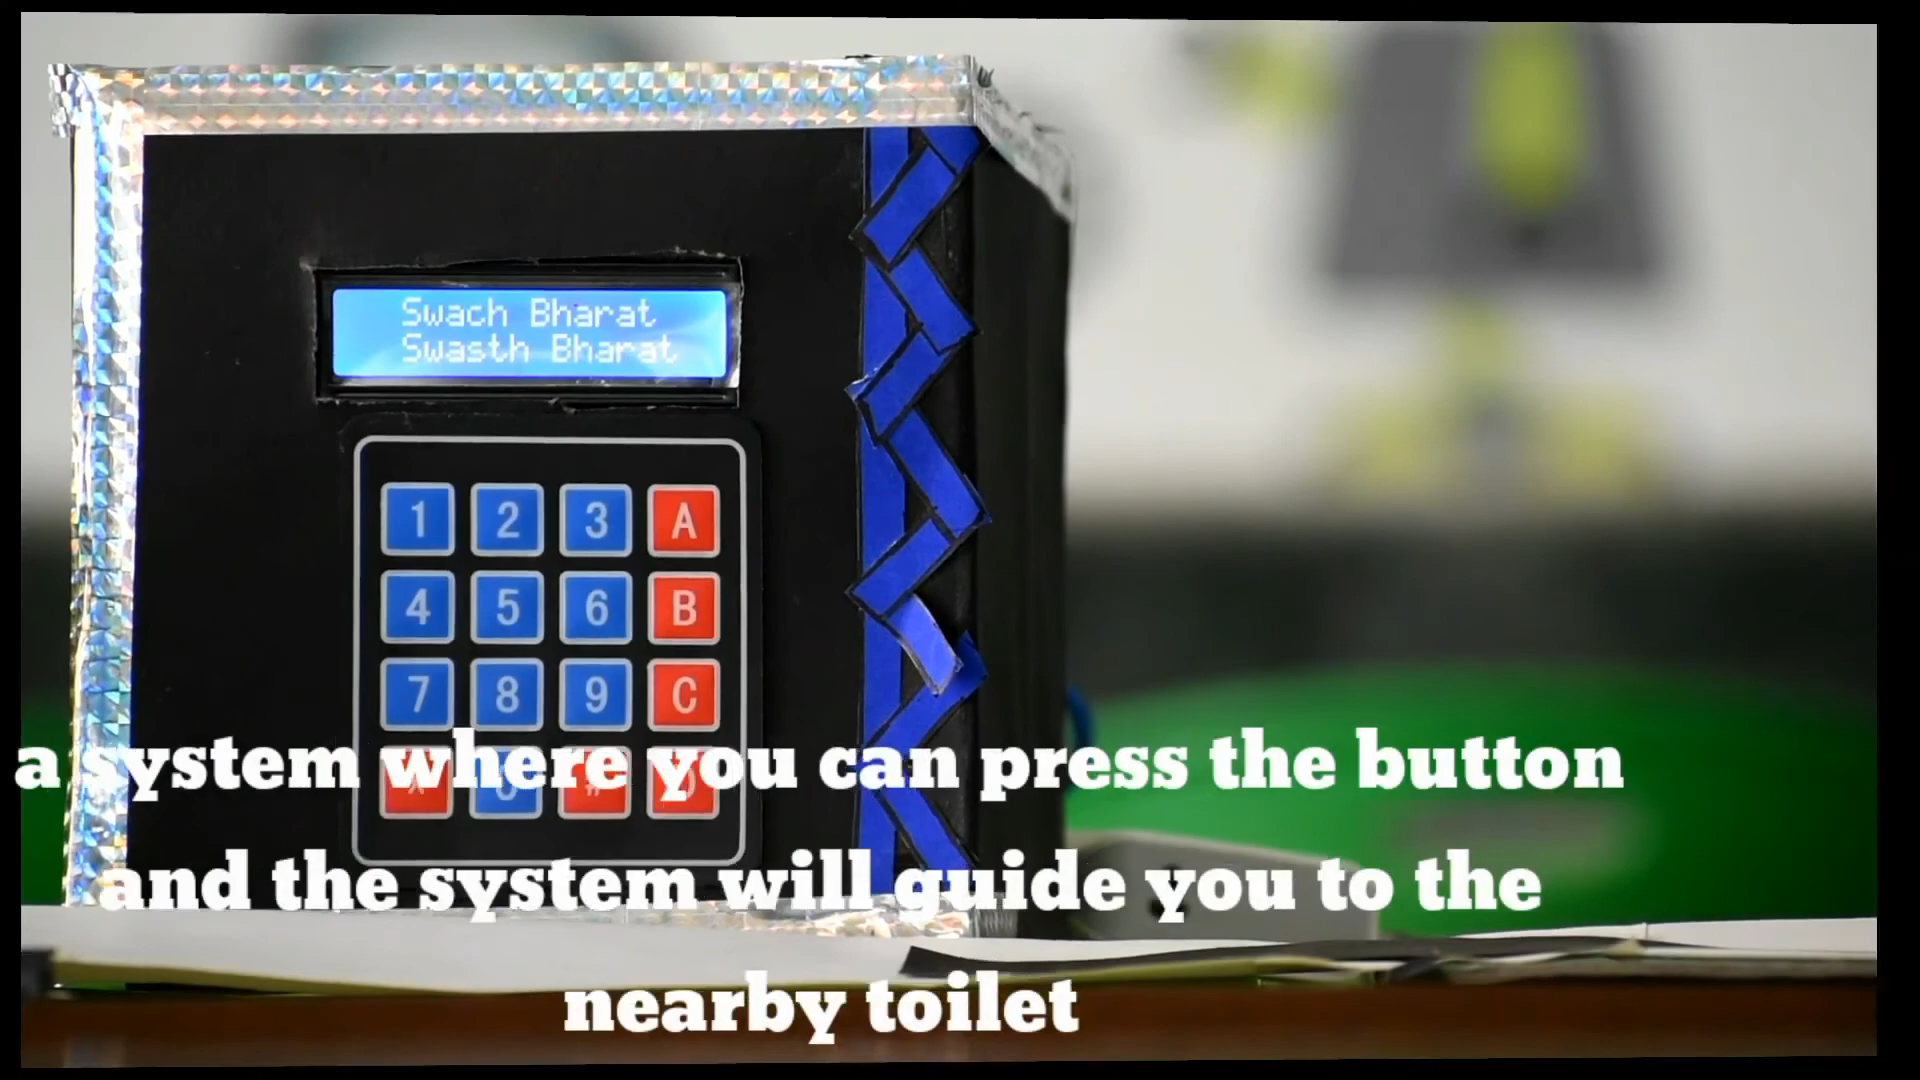 Swach Bharat
Swasth Bharat
1 2 3 A
4 5 6 B
7 8 9 C
* 0 # D
a system where you can press the button
and the system will guide you to the
nearby toilet